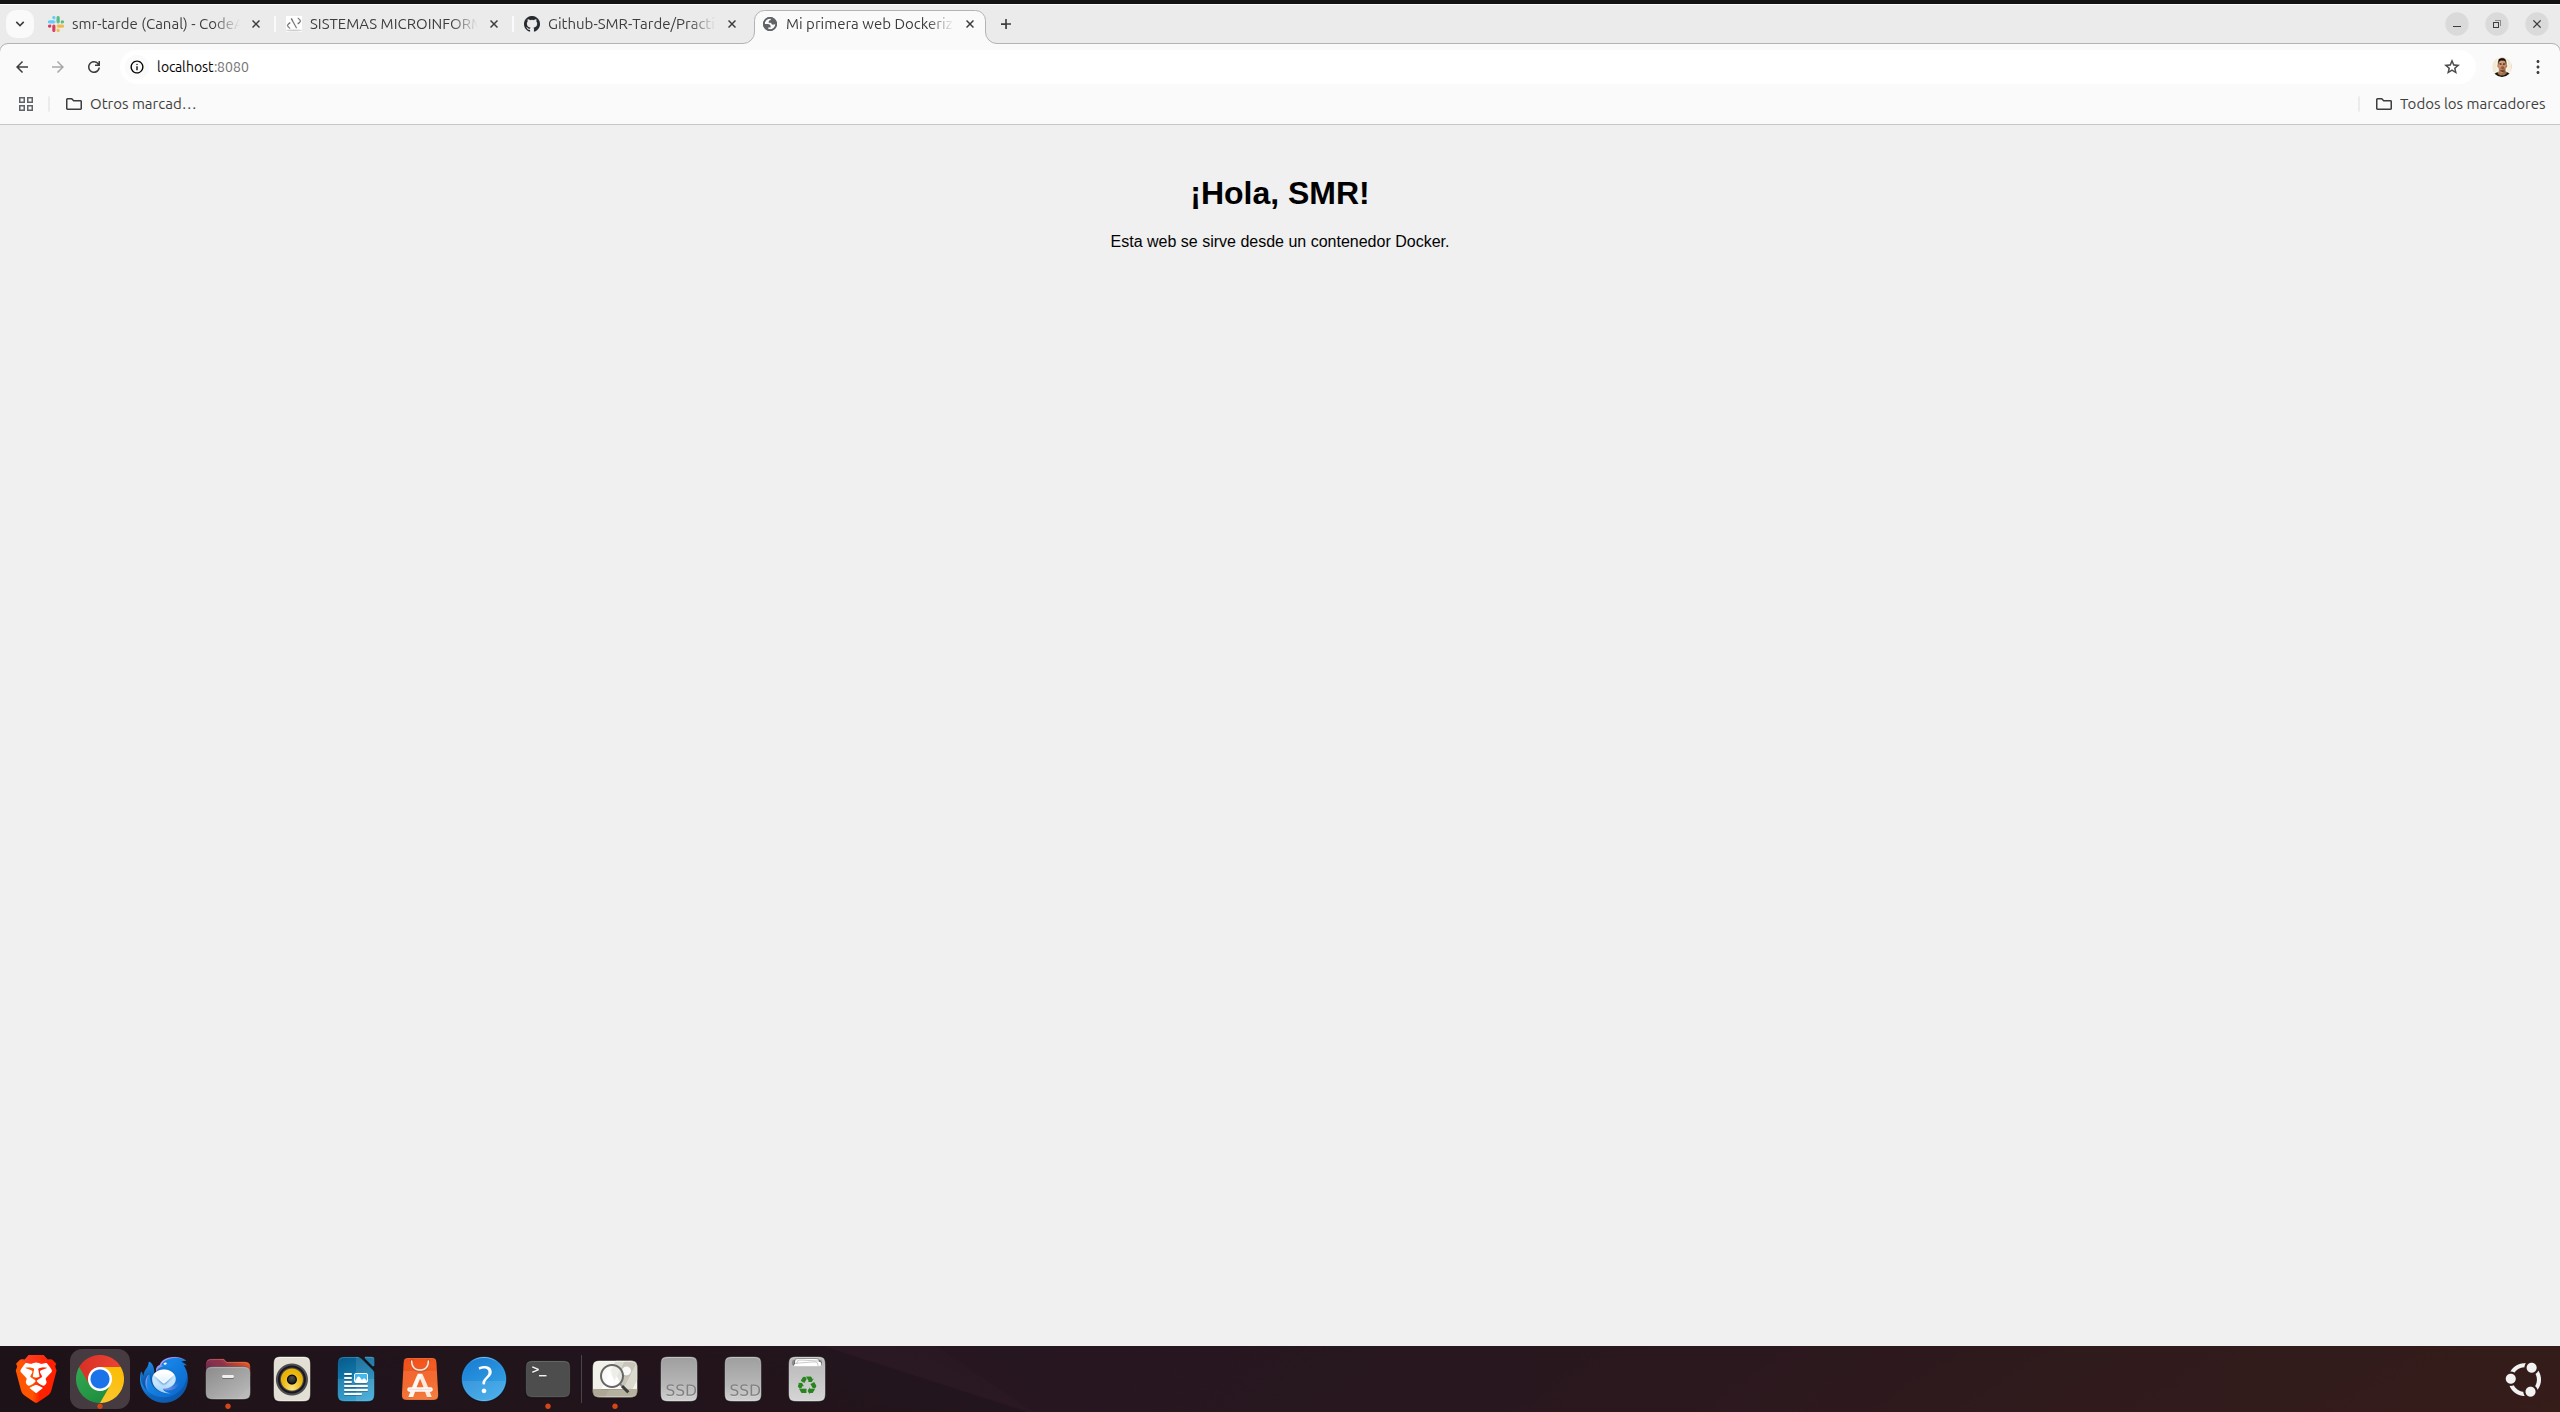 smr-tarde (Canal) - Code
SISTEMAS MICROINFOR
Github-SMR-Tarde/Pract
Mi primera web Dockeriz
localhost:8080
Otros marcad...
Todos los marcadores
¡Hola, SMR!
Esta web se sirve desde un contenedor Docker.
SSD
SSD